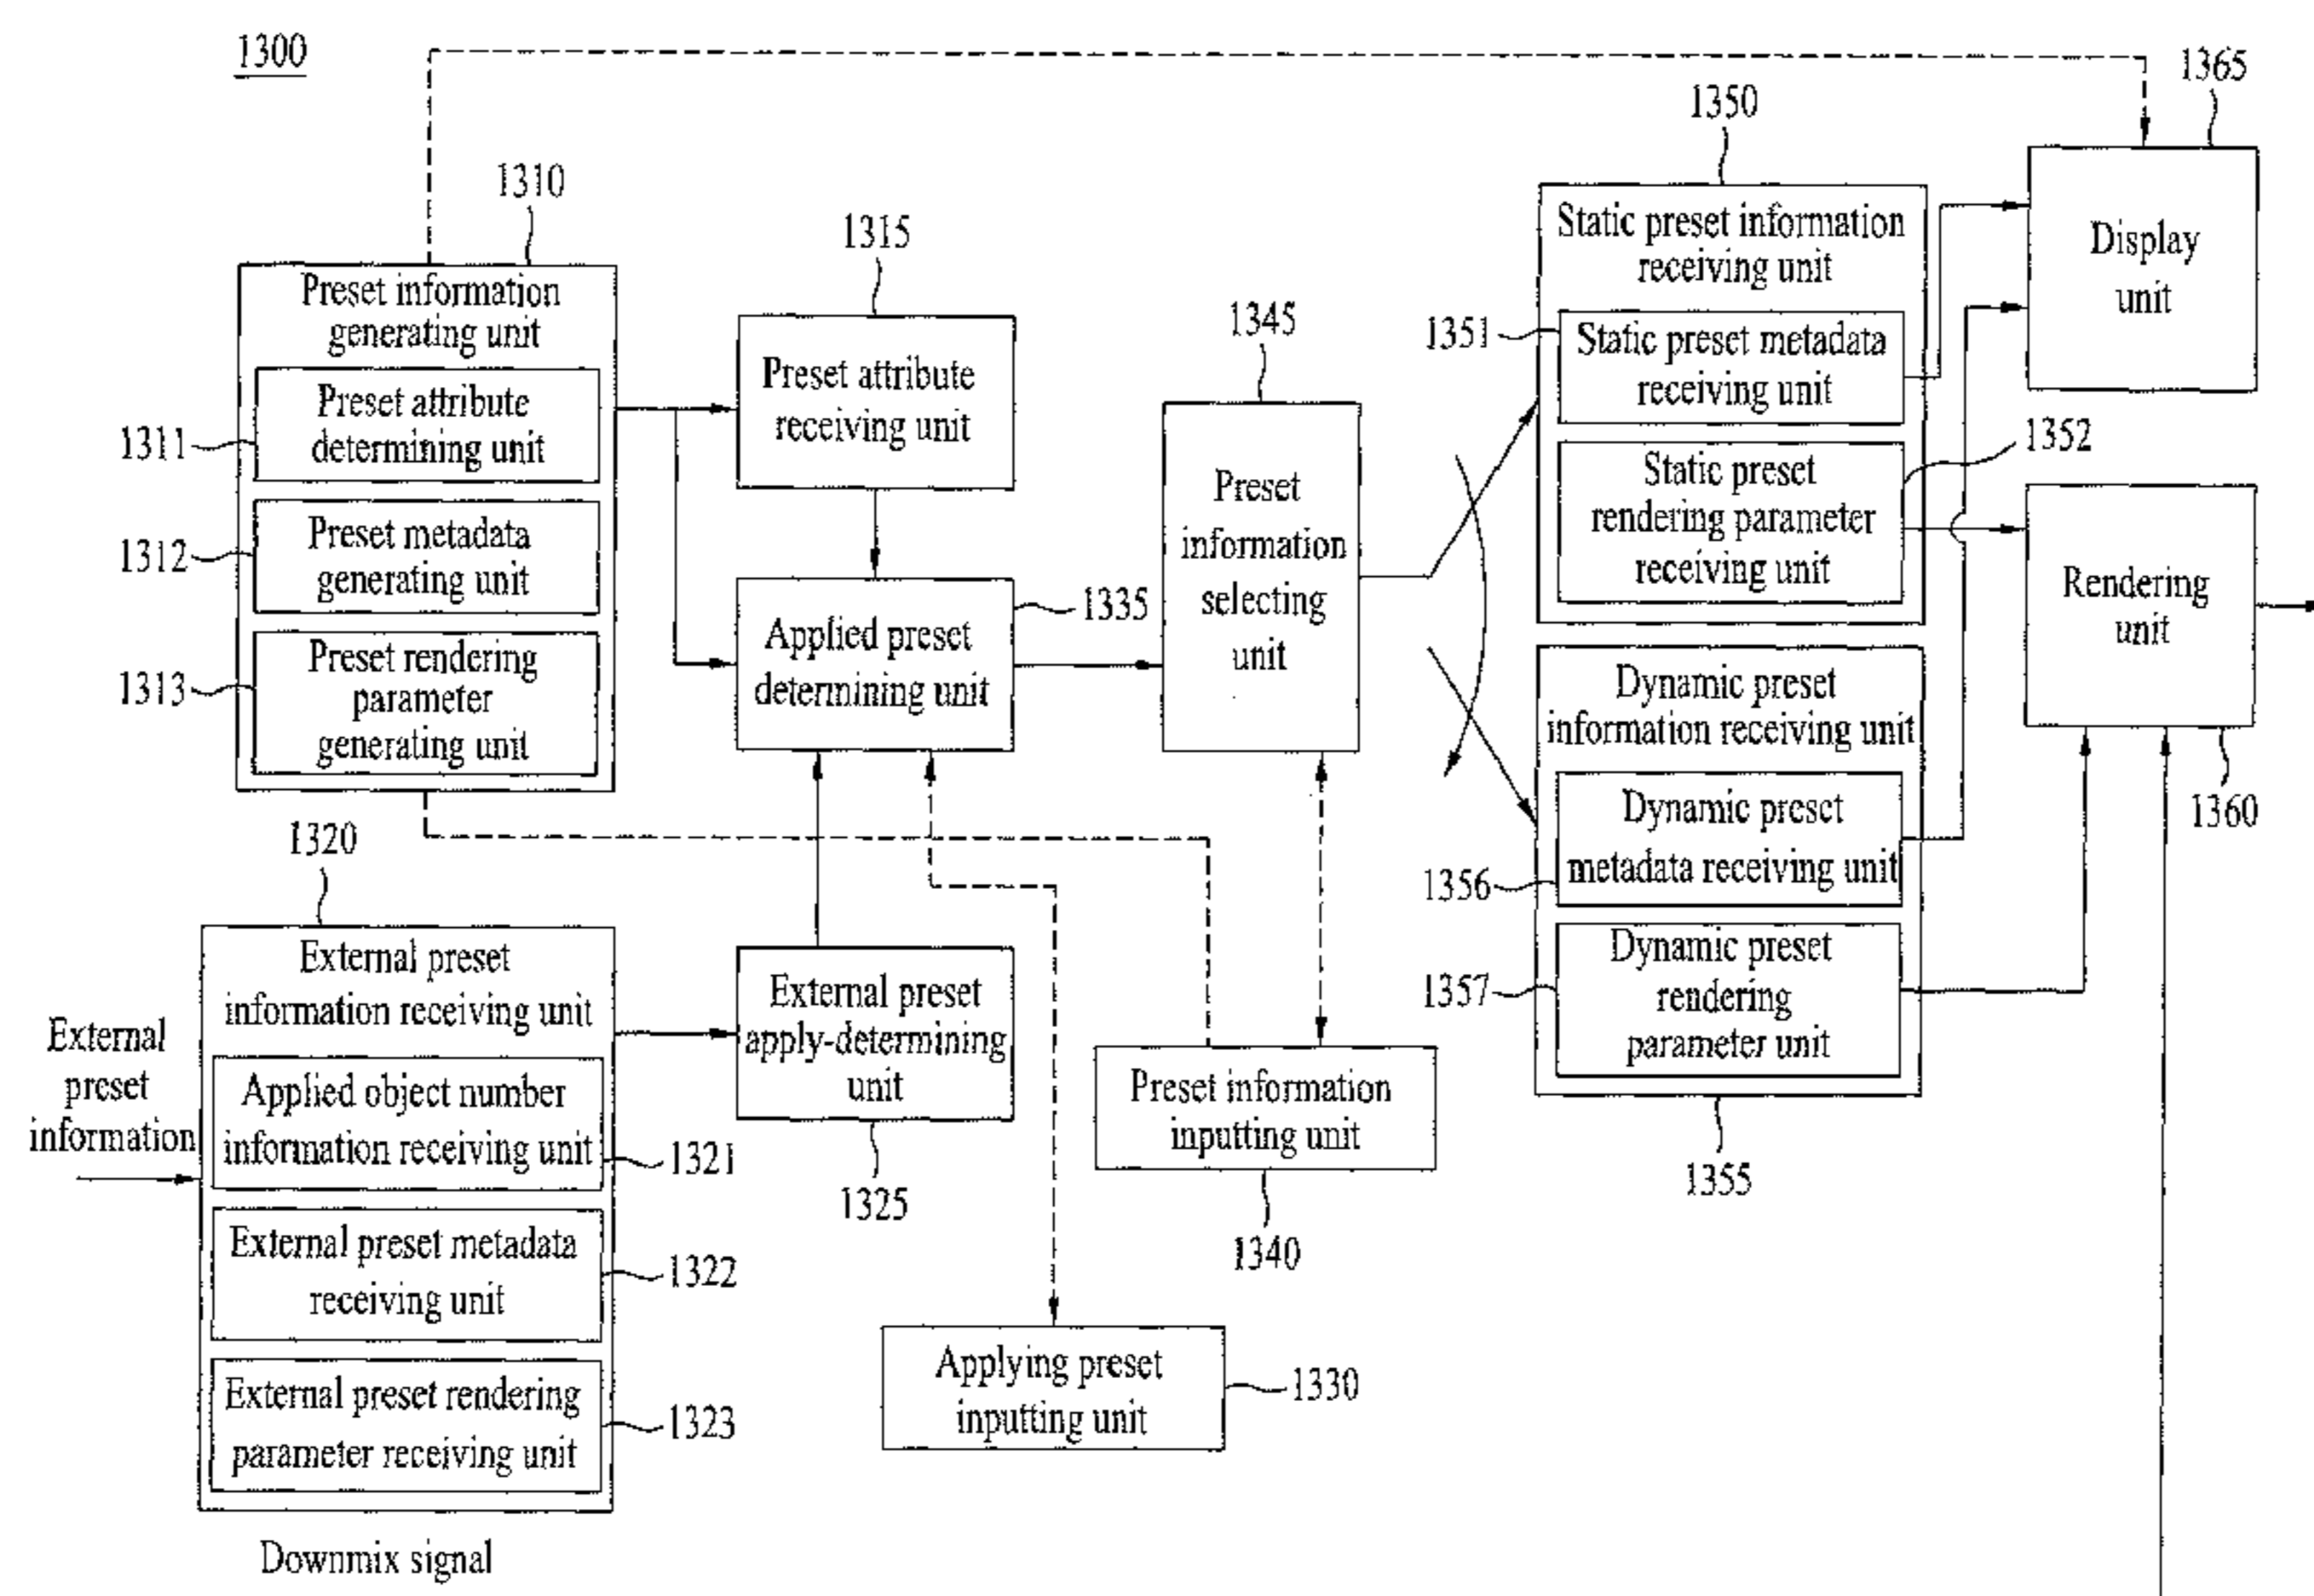 1300
1365
1350
1310
1315
1345
Preset information
generating unit
Preset attribute
determining unit
1311
Preset metadata
generating unit
1312
Preset rendering
parameter
generating unit
1313
Preset attribute
receiving unit
Applied preset
determining unit
1335
Preset
information
selecting
unit
Static preset information
receiving unit
1351
Static preset metadata
receiving unit
Static preset
rendering parameter
receiving unit
1352
Display
unit
Rendering
unit
1360
Dynamic preset
information receiving unit
Dynamic preset
metadata receiving unit
1356
Dynamic preset
rendering
parameter unit
1357
1355
1320
External preset
information receiving unit
External
preset
information
Applied object number
information receiving unit
1321
External preset metadata
receiving unit
1322
External preset rendering
parameter receiving unit
1323
External preset
apply-determining
unit
1325
Preset information
inputting unit
1340
Applying preset
inputting unit
1330
Downmix signal